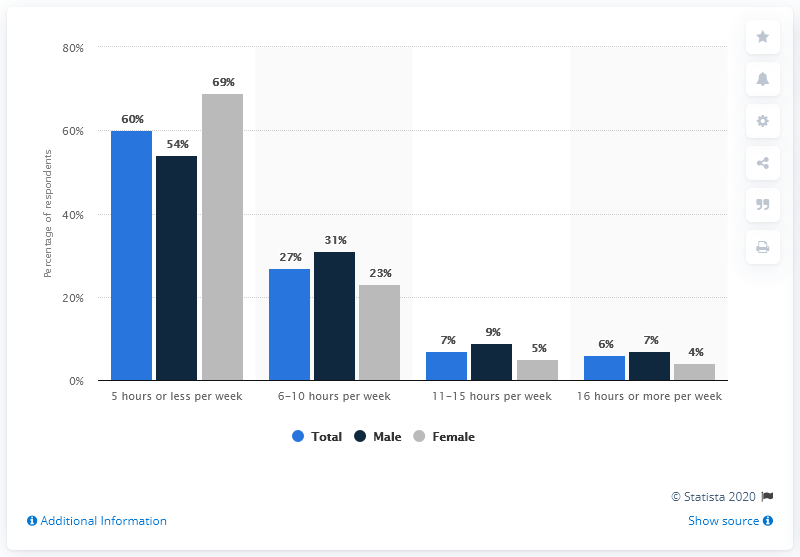 80%
60%
40%
20%
0%
Percentage of respondents
60%
54%
69%
27%
31%
23%
7%
9%
5%
6%
7%
4%
5 hours or less per week
6–10 hours per week
11–15 hours per week
16 hours or more per week
Total Male Female
© Statista 2020
Additional Information
Show source